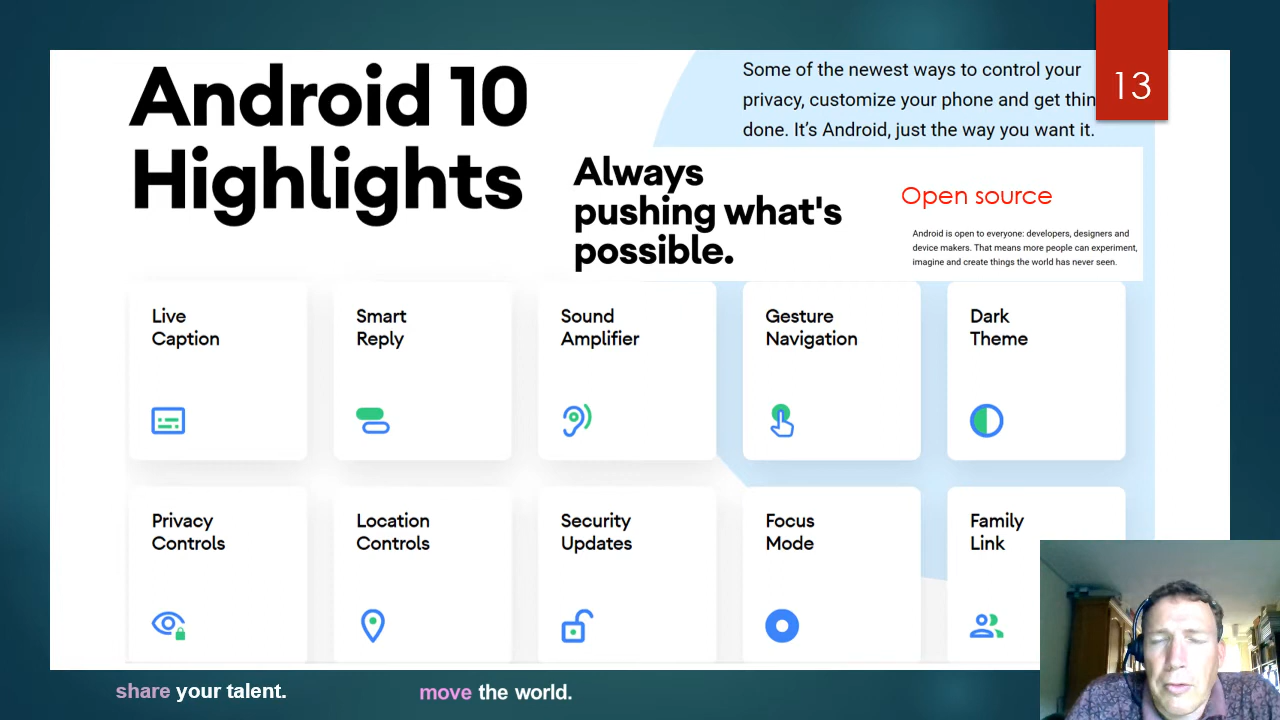 Android 10
Highlights
Some of the newest ways to control your
privacy, customize your phone and get thin
done. It's Android, just the way you want it.
13
Always
pushing what's
possible.
Open source
Android is open to everyone: developers, designers and
device makers. That means more people can experiment,
imagine and create things the world has never seen.
Live
Caption
Smart
Reply
Sound
Amplifier
Gesture
Navigation
Dark
Theme
Privacy
Controls
Location
Controls
Security
Updates
Focus
Mode
Family
Link
share your talent.
move the world.